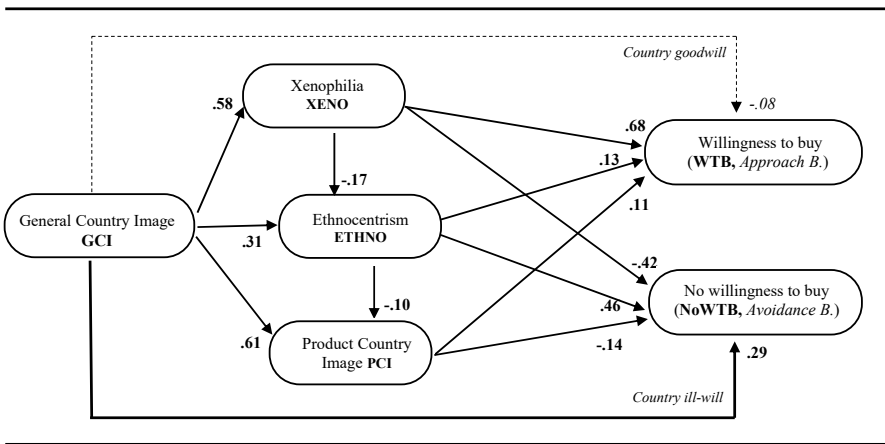 Country goodwill
-.08
Xenophilia
XENO
.58
.68
Willingness to buy
(WTB, Approach B.)
.13
-.17
.11
General Country Image
GCI
Ethnocentrism
ETHNO
.31
-.42
No willingness to buy
(NoWTB, Avoidance B.)
-.10
.46
.61
Product Country
Image PCI
-.14
.29
Country ill-will